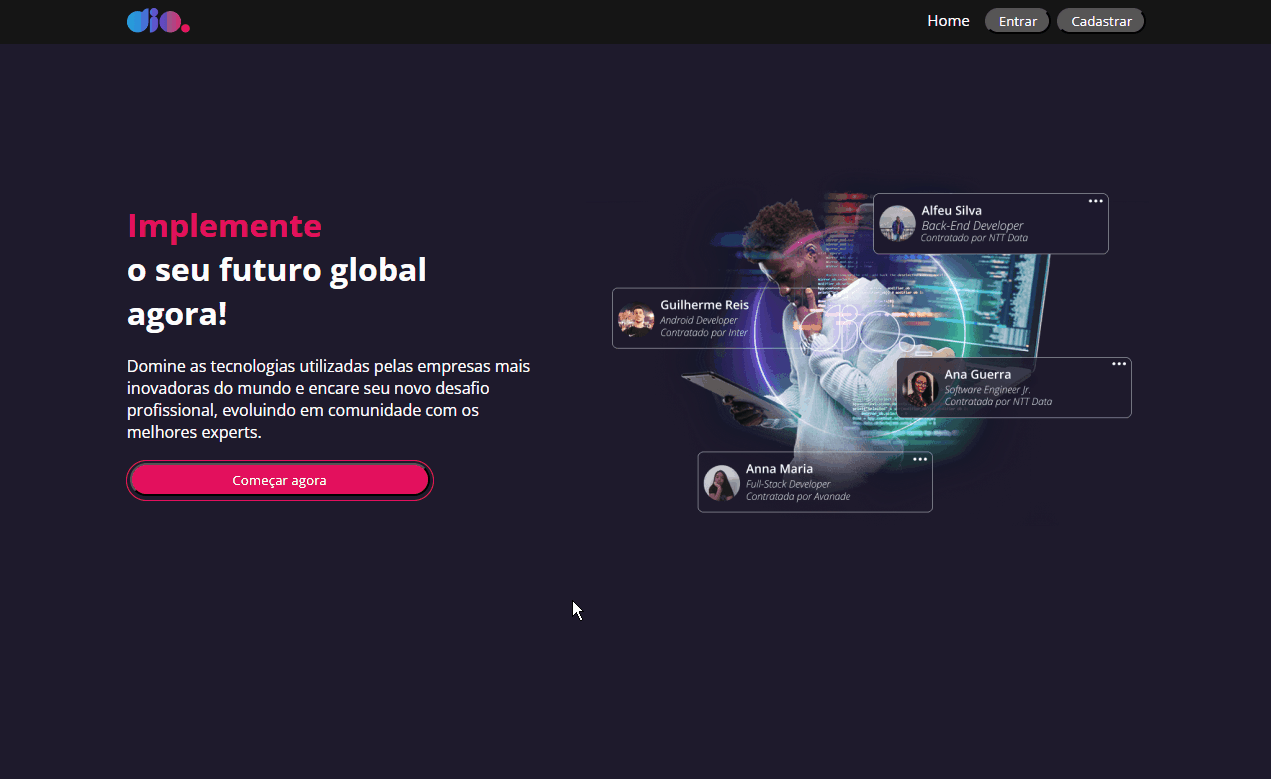 dio.
Home
Entrar
Cadastrar
Implemente
o seu futuro global
agora!
Domine as tecnologias utilizadas pelas empresas mais
inovadoras do mundo e encare seu novo desafio
profissional, evoluindo em comunidade com os
melhores experts.
Começar agora
Alfeu Silva
Back-End Developer
Contratado por NTT Data
Guilherme Reis
Android Developer
Contratado por Inter
Ana Guerra
Software Engineer Jr.
Contratada por NTT Data
Anna Maria
Full-Stack Developer
Contratada por Avanade